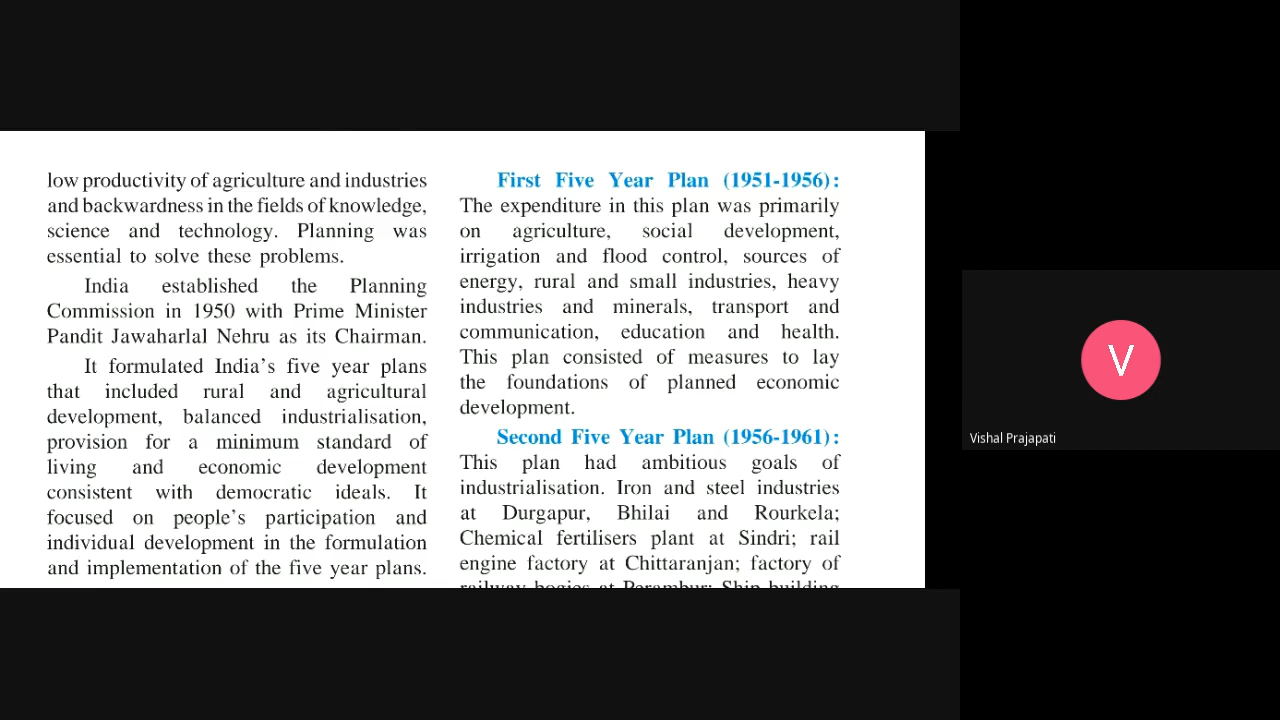 low productivity of agriculture and industries
and backwardness in the fields of knowledge,
science and technology. Planning was
essential to solve these problems.
India established the Planning
Commission in 1950 with Prime Minister
Pandit Jawaharlal Nehru as its Chairman.
It formulated India's five year plans
that included rural and agricultural
development, balanced industrialisation,
provision for a minimum standard of
living and economic development
consistent with democratic ideals. It
focused on people's participation and
individual development in the formulation
and implementation of the five year plans.
First Five Year Plan (1951-1956):
The expenditure in this plan was primarily
on agriculture, social development,
irrigation and flood control, sources of
energy, rural and small industries, heavy
industries and minerals, transport and
communication, education and health.
This plan consisted of measures to lay
the foundations of planned economic
development.
Second Five Year Plan (1956-1961):
This plan had ambitious goals of
industrialisation. Iron and steel industries
at Durgapur, Bhilai and Rourkela;
Chemical fertilisers plant at Sindri; rail
engine factory at Chittaranjan; factory of
railway bogies at Perambur; Ship building
V
Vishal Prajapati